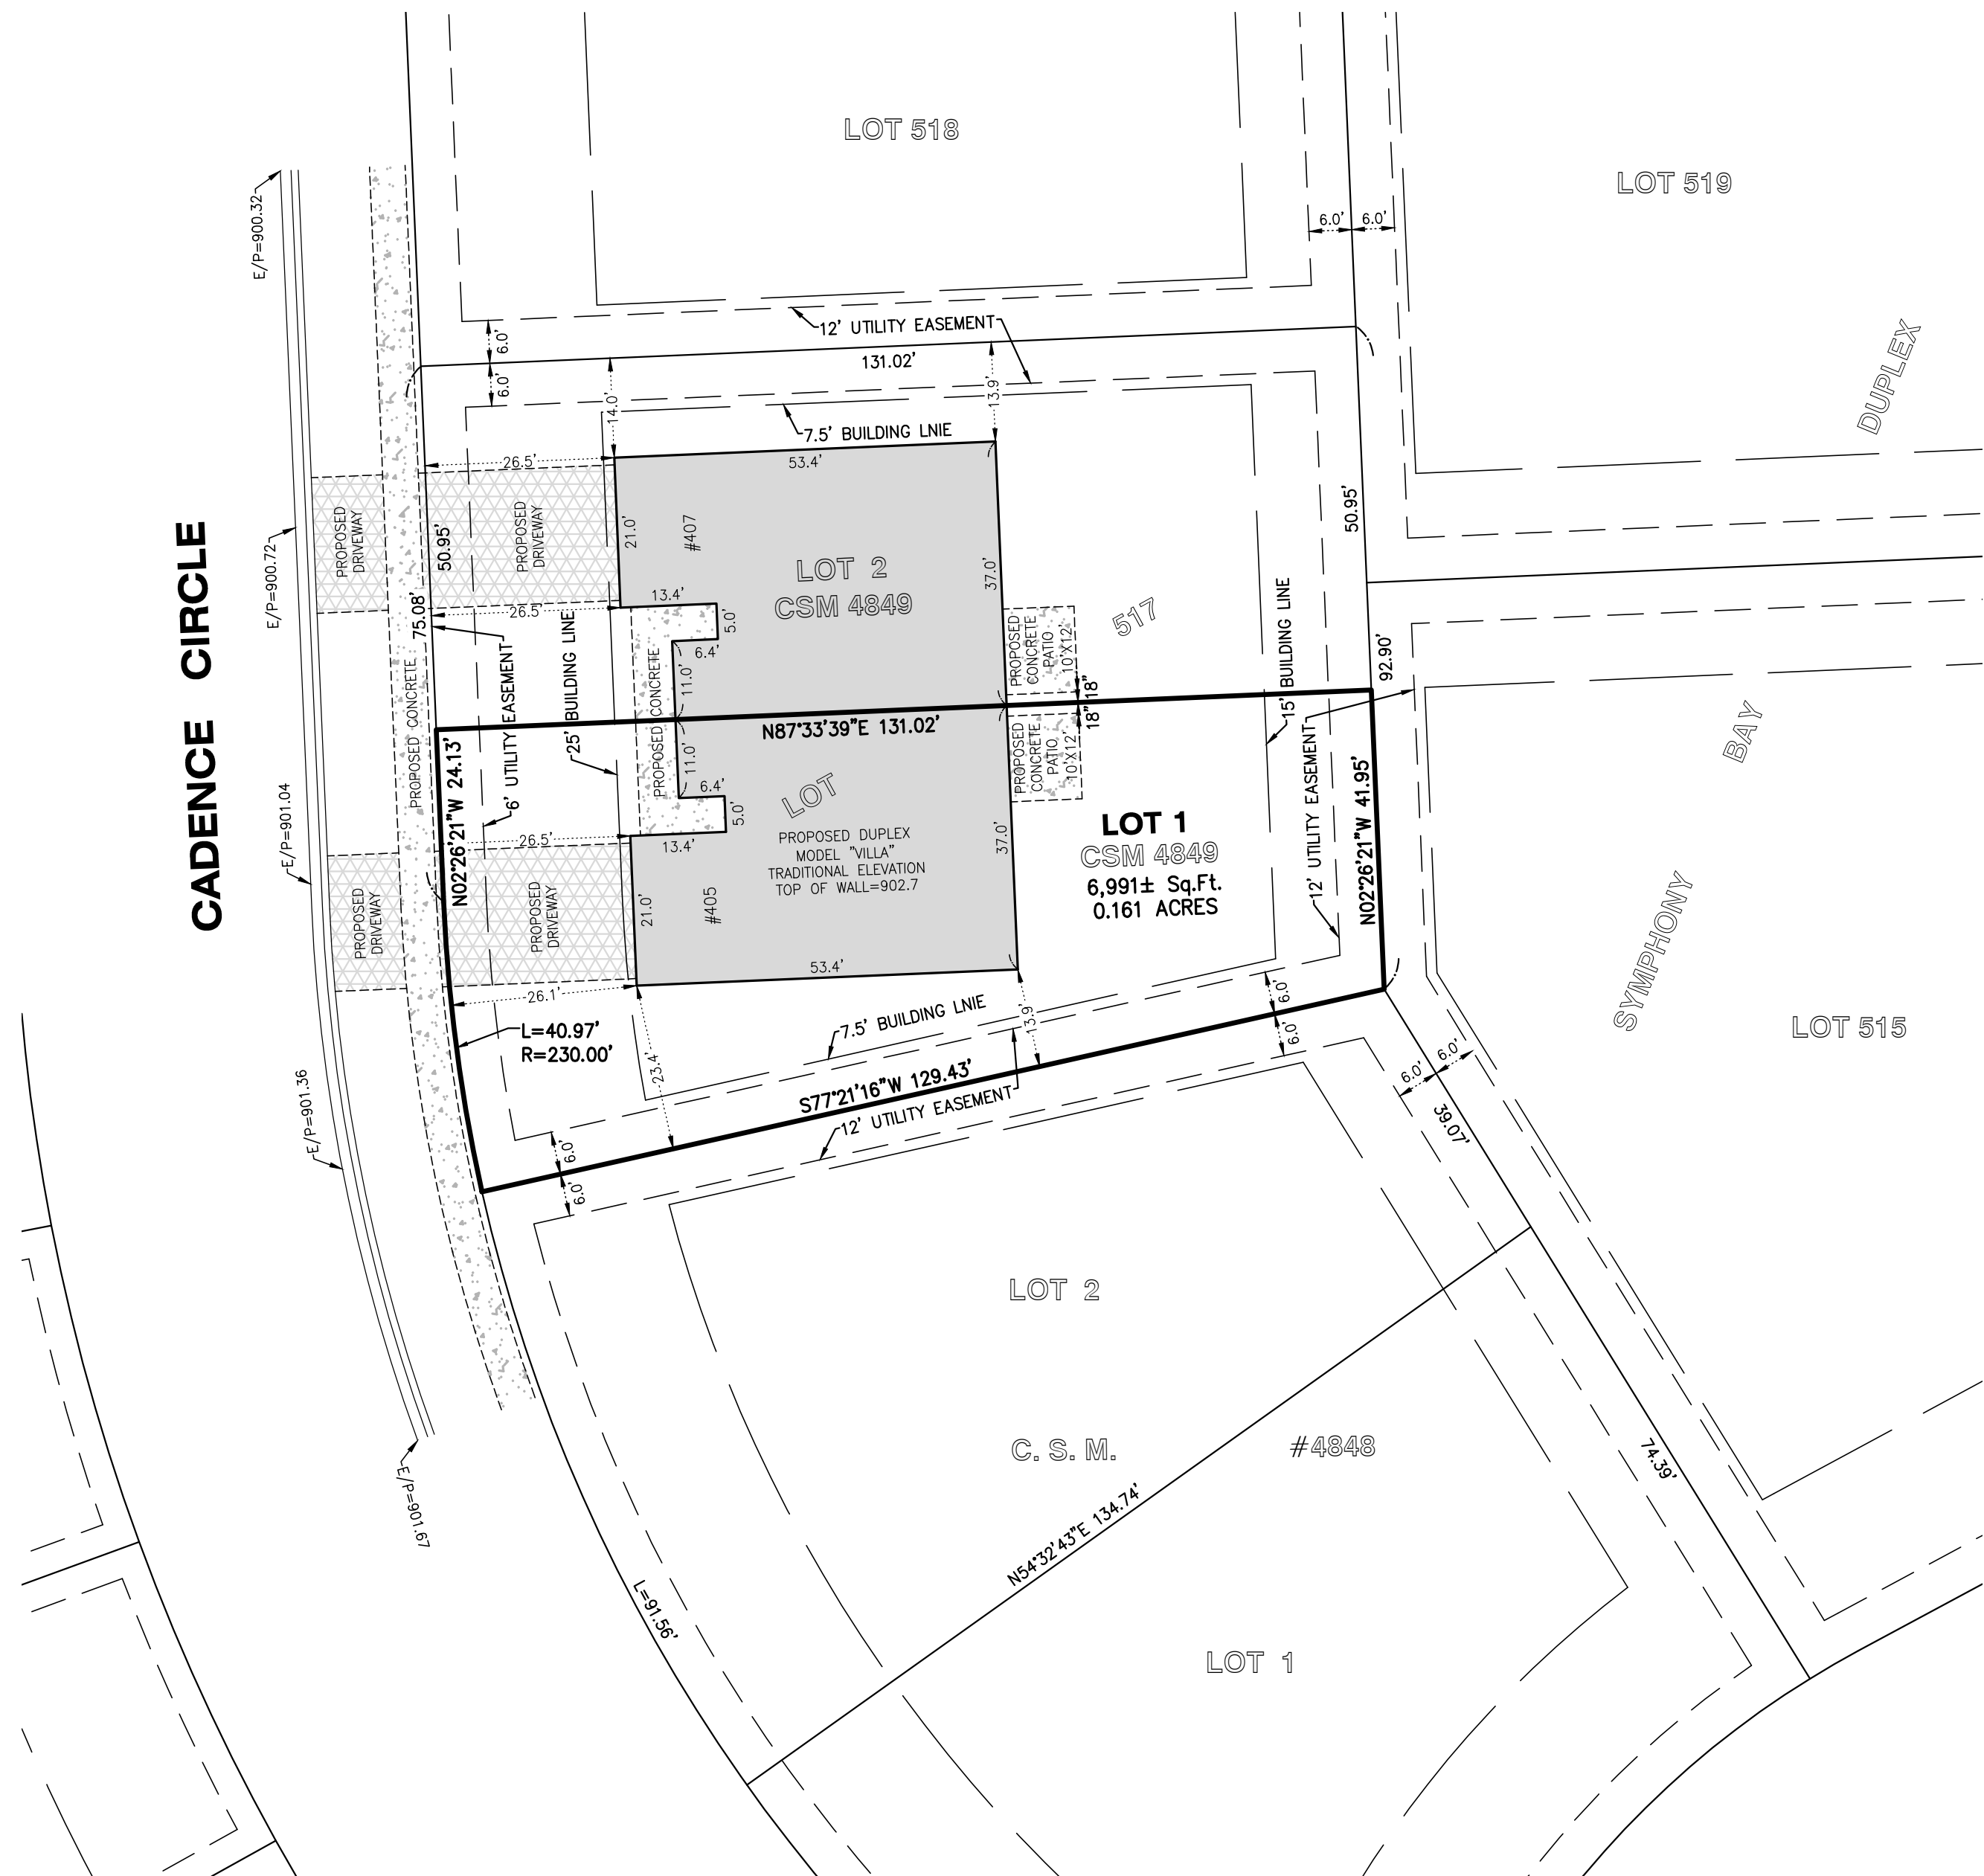 LOT 518
LOT 519
E/P=900.32
6.0' 6.0'
12' UTILITY EASEMENT
6.0'
131.02'
6.0'
14.0'
13.9'
7.5' BUILDING LNIE
DUPLEX
26.5'
53.4'
PROPOSED
DRIVEWAY
50.95'
PROPOSED
DRIVEWAY
21.0'
#407
LOT 2
CSM 4849
37.0'
50.95'
E/P=900.72
CADENCE CIRCLE
75.08'
26.5'
13.4'
5.0'
6.4'
11.0'
PROPOSED
CONCRETE
PATIO
10'X12'
517
15' BUILDING LINE
92.90'
PROPOSED CONCRETE
6' UTILITY EASEMENT
25' BUILDING LINE
PROPOSED CONCRETE
N87°33'39"E 131.02'
18"
18"
PROPOSED
CONCRETE
PATIO
10'X12'
12' UTILITY EASEMENT
BAY
N02°26'21"W 24.13'
11.0'
6.4'
5.0'
LOT
N02°26'21"W 41.95'
E/P=901.04
26.5'
13.4'
PROPOSED DUPLEX
MODEL "VILLA"
TRADITIONAL ELEVATION
TOP OF WALL=902.7
37.0'
LOT 1
CSM 4849
6,991± Sq.Ft.
0.161 ACRES
PROPOSED
DRIVEWAY
PROPOSED
DRIVEWAY
21.0'
#405
SYMPHONY
53.4'
26.1'
6.0'
7.5' BUILDING LNIE
13.9'
6.0'
LOT 515
L=40.97'
R=230.00'
23.4'
S77°21'16"W 129.43'
12' UTILITY EASEMENT
6.0'
6.0'
39.07'
E/P=901.36
6.0'
6.0'
LOT 2
C. S. M.
#4848
74.39'
E/P=901.67
N54°32'43"E 134.74'
L=91.56'
LOT 1